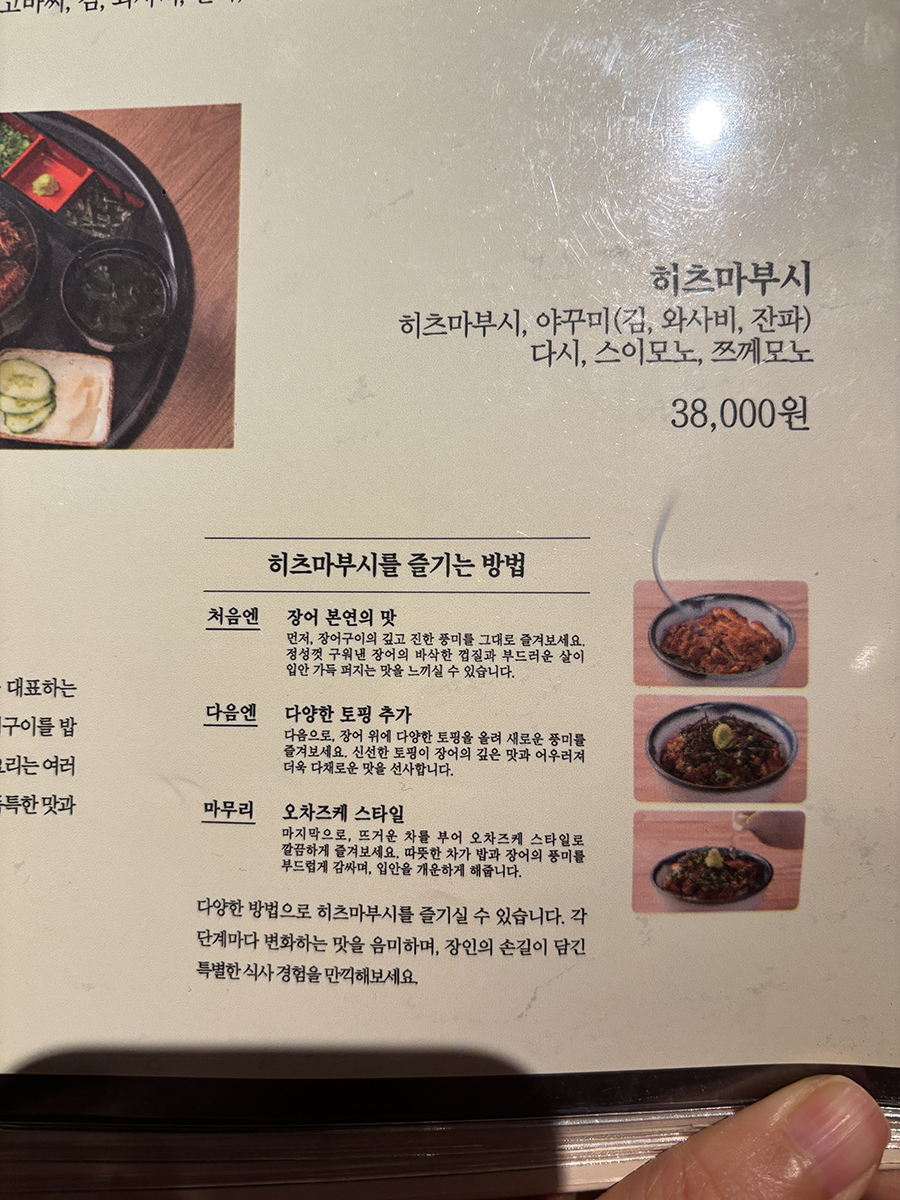 히츠마부시
히츠마부시, 야꾸미(김, 와사비, 잔파)
다시, 스이모노, 쯔께모노
38,000원
히츠마부시를 즐기는 방법
처음엔 장어 본연의 맛
먼저, 장어구이의 깊고 진한 풍미를 그대로 즐겨보세요.
정성껏 구워낸 장어의 바삭한 껍질과 부드러운 살이
입안 가득 퍼지는 맛을 느끼실 수 있습니다.
다음엔 다양한 토핑 추가
다음으로, 장어 위에 다양한 토핑을 올려 새로운 풍미를
즐겨보세요. 신선한 토핑이 장어의 깊은 맛과 어우러져
더욱 다채로운 맛을 선사합니다.
마무리 오차즈케 스타일
마지막으로, 뜨거운 차를 부어 오차즈케 스타일로
깔끔하게 즐겨보세요. 따뜻한 차가 밥과 장어의 풍미를
부드럽게 감싸며, 입안을 개운하게 해줍니다.
다양한 방법으로 히츠마부시를 즐기실 수 있습니다. 각
단계마다 변화하는 맛을 음미하며, 장인의 손길이 담긴
특별한 식사 경험을 만끽해보세요.
대표하는
구이를 밥
요리는 여러
독특한 맛과